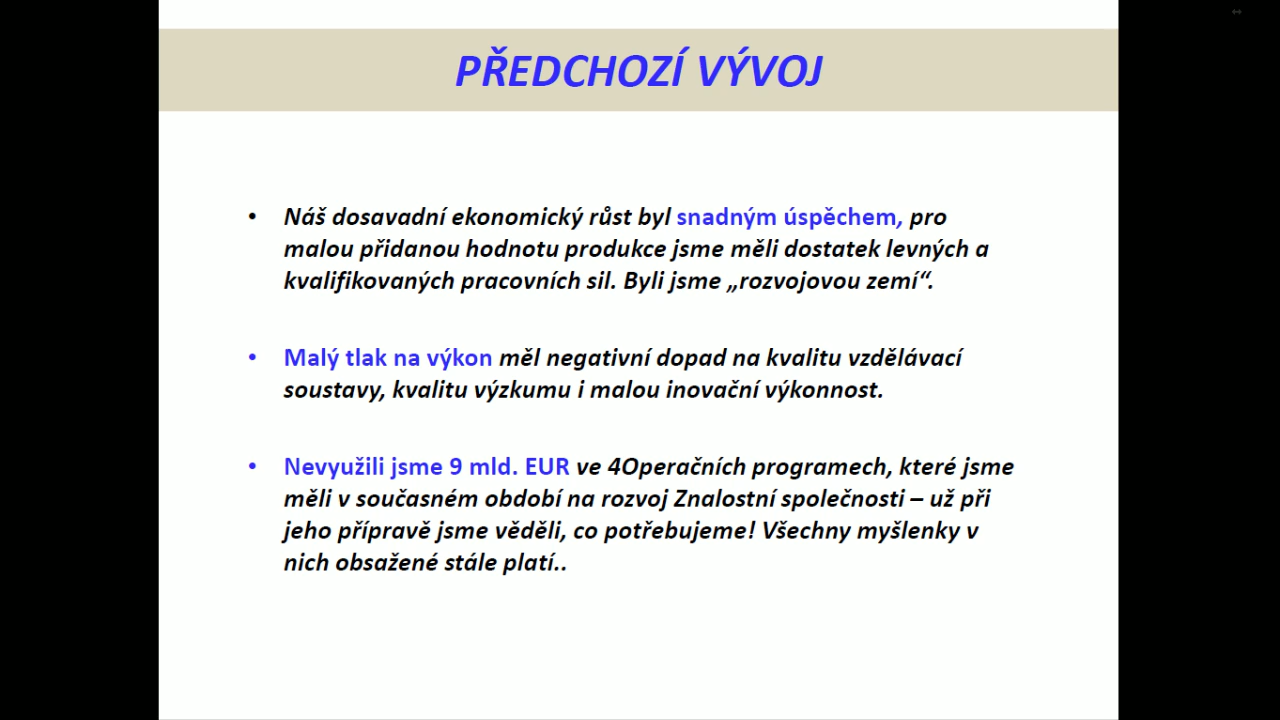 PŘEDCHOZÍ VÝVOJ
• Náš dosavadní ekonomický růst byl snadným úspěchem, pro
malou přidanou hodnotu produkce jsme měli dostatek levných a
kvalifikovaných pracovních sil. Byli jsme „rozvojovou zemí“.
• Malý tlak na výkon měl negativní dopad na kvalitu vzdělávací
soustavy, kvalitu výzkumu i malou inovační výkonnost.
• Nevyužili jsme 9 mld. EUR ve 4Operačních programech, které jsme
měli v současném období na rozvoj Znalostní společnosti – už při
jeho přípravě jsme věděli, co potřebujeme! Všechny myšlenky v
nich obsažené stále platí..